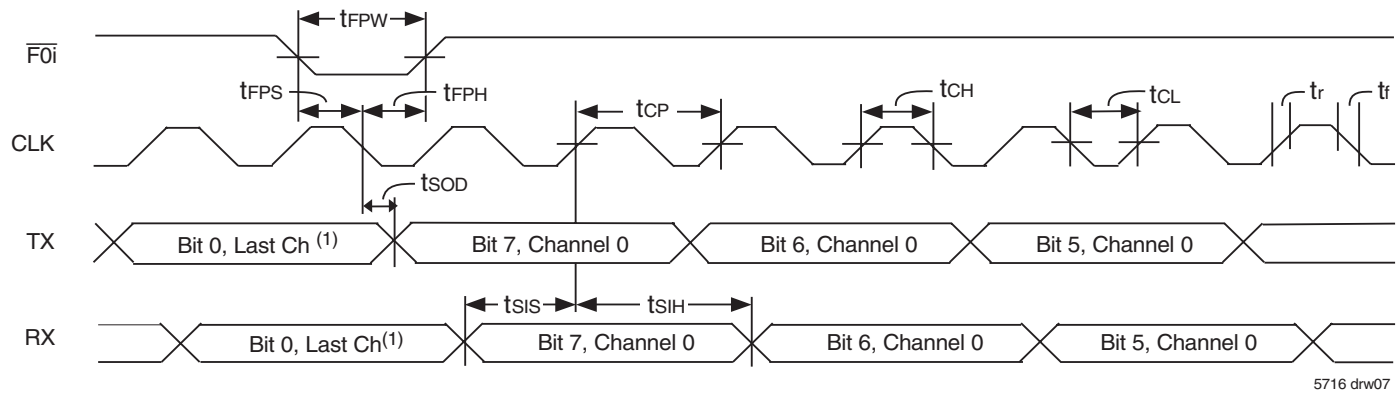 tFPW
F0i
tFPS
tFPH
tCP
tCH
tCL
tr
tf
CLK
tSOD
TX
Bit 0, Last Ch (1)
Bit 7, Channel 0
Bit 6, Channel 0
Bit 5, Channel 0
tSIS
tSIH
RX
Bit 0, Last Ch(1)
Bit 7, Channel 0
Bit 6, Channel 0
Bit 5, Channel 0
5716 drw07